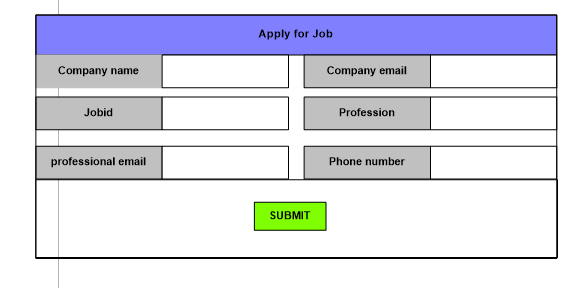 Apply for Job
Company name
Company email
Jobid
Profession
professional email
Phone number
SUBMIT